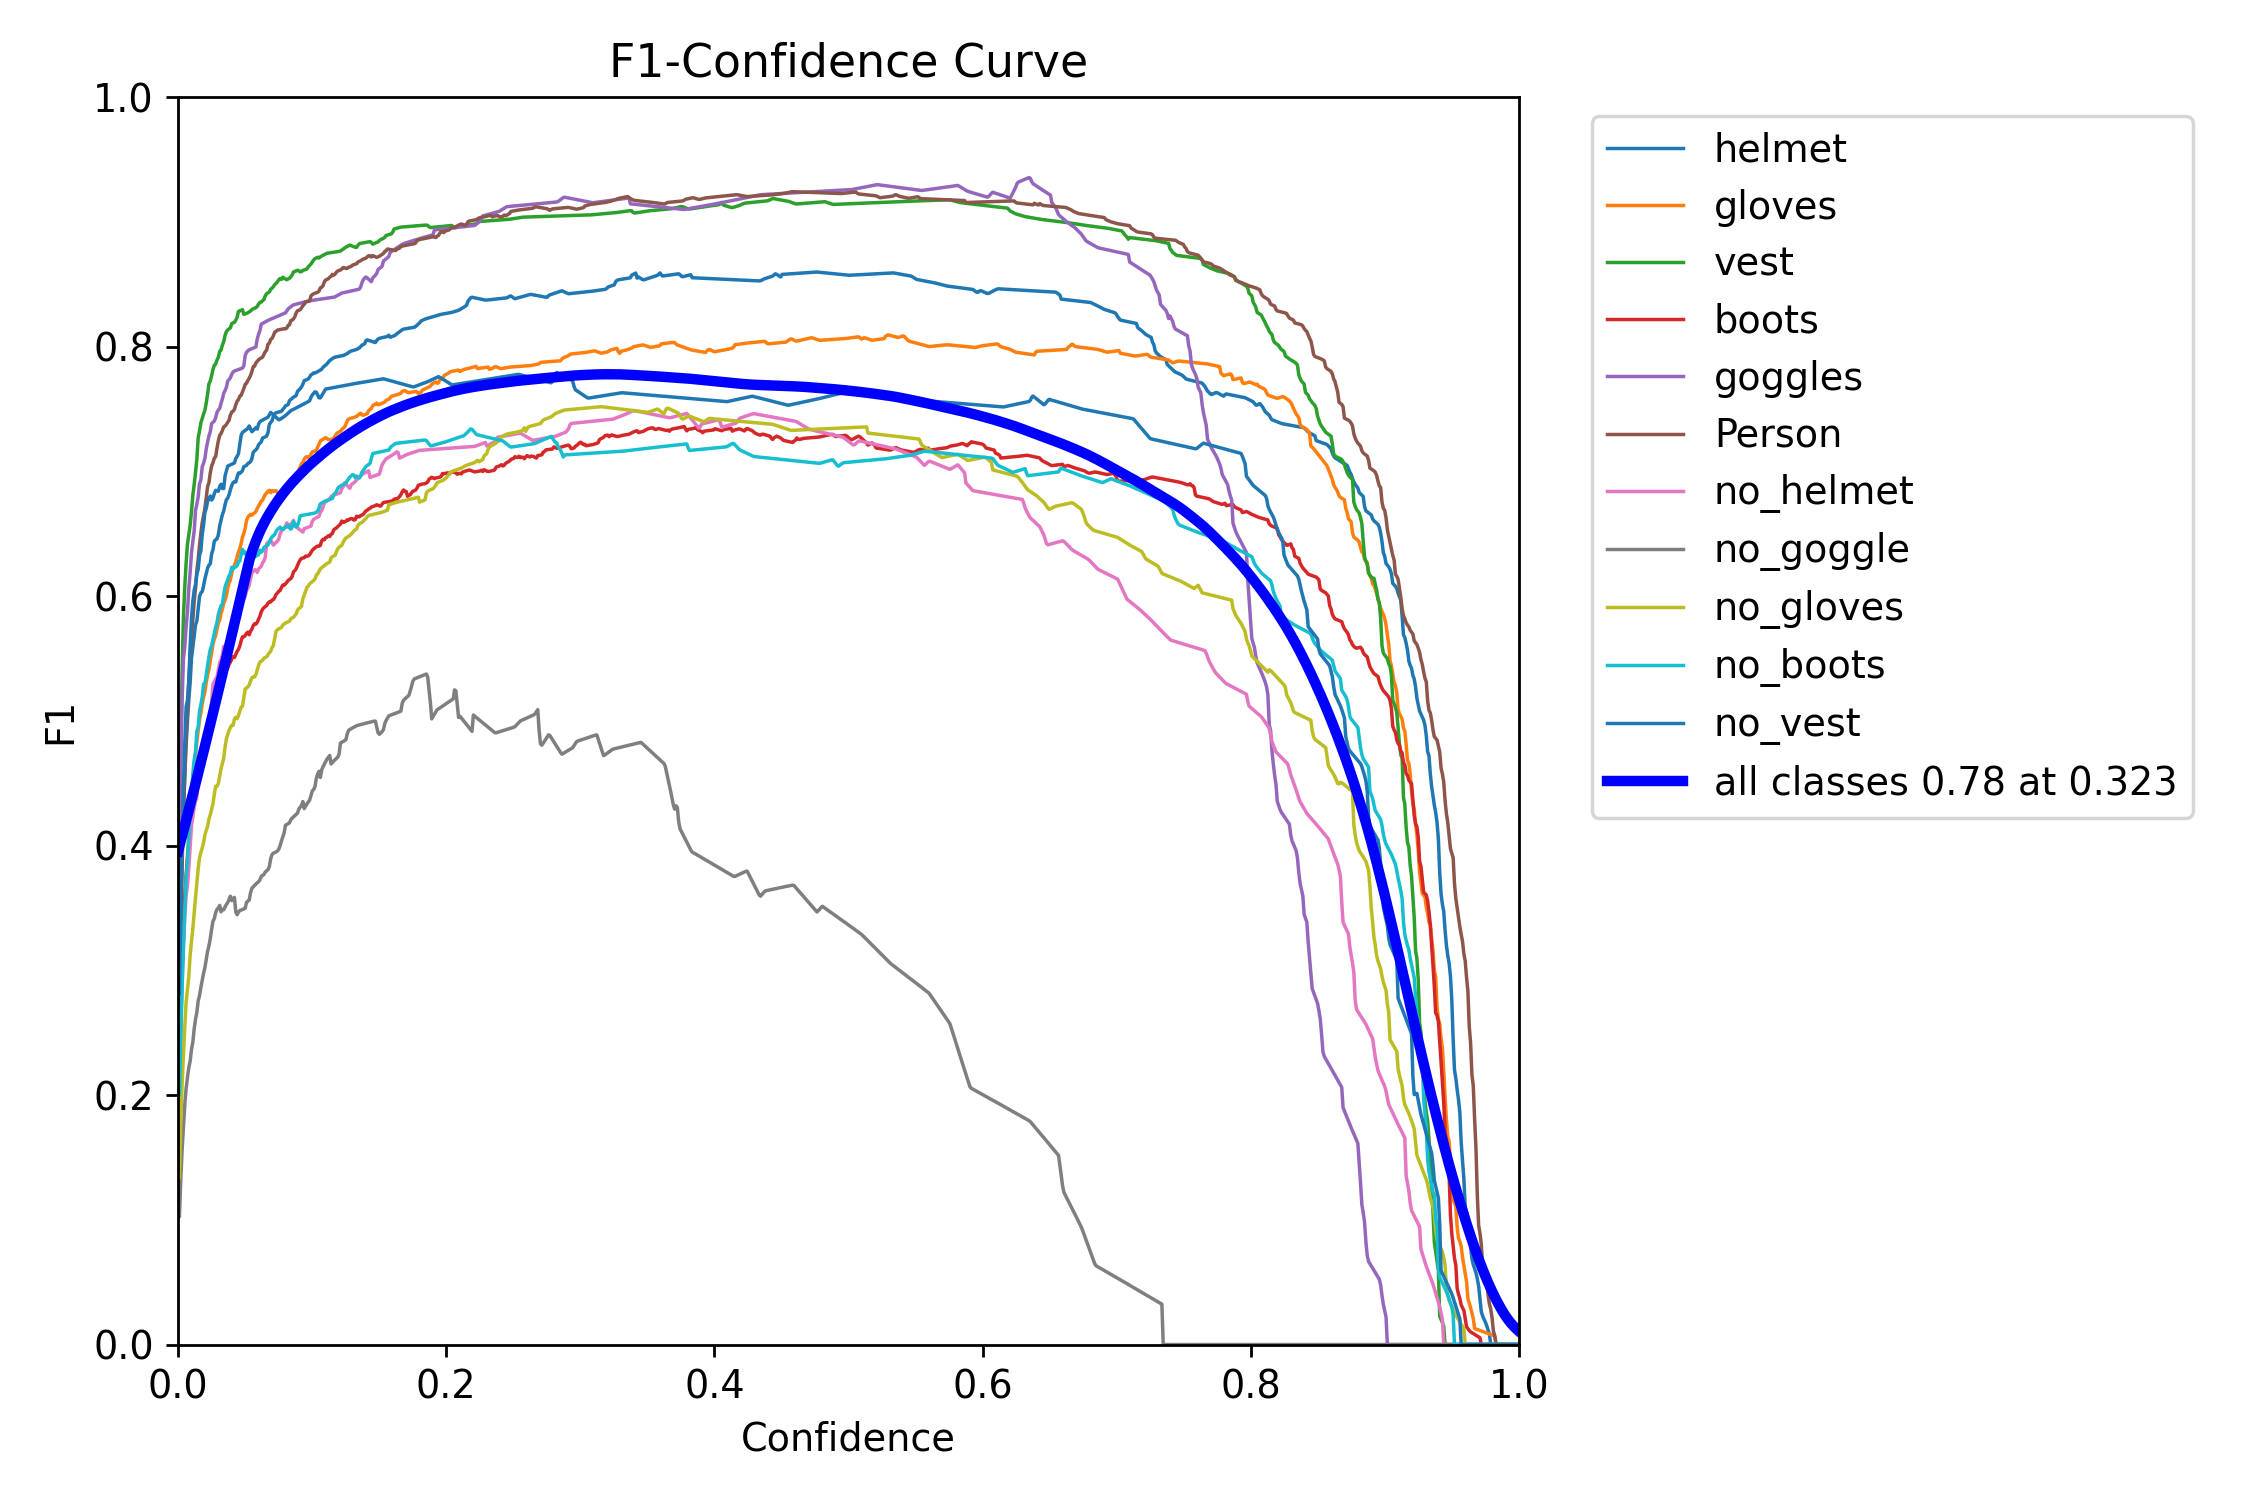 F1-Confidence Curve
1.0
0.8
0.6
0.4
0.2
0.0
F1
0.0 0.2 0.4 0.6 0.8 1.0
Confidence
helmet
gloves
vest
boots
goggles
Person
no_helmet
no_goggle
no_gloves
no_boots
no_vest
all classes 0.78 at 0.323